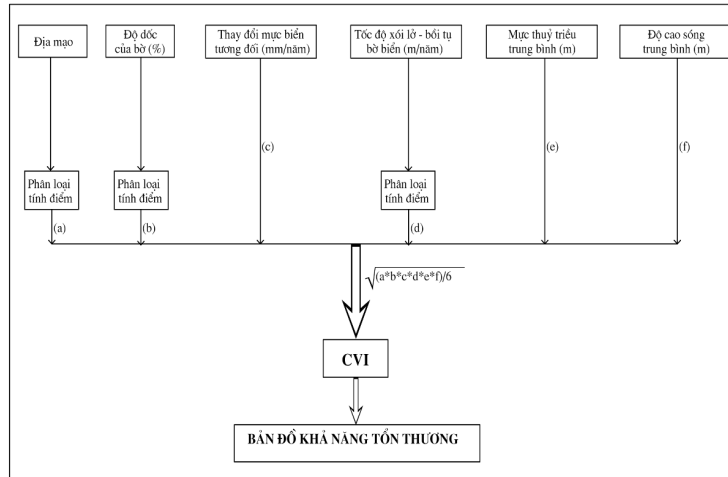 Địa mạo
Độ dốc
của bờ (%)
Thay đổi mực biển
tương đối (mm/năm)
Tốc độ xói lở - bồi tụ
bờ biển (m/năm)
Mực thuỷ triều
trung bình (m)
Độ cao sóng
trung bình (m)
(c)
(e)
(f)
Phân loại
tính điểm
Phân loại
tính điểm
Phân loại
tính điểm
(a)
(b)
(d)
√(a*b*c*d*e*f)/6
CVI
BẢN ĐỒ KHẢ NĂNG TỔN THƯƠNG